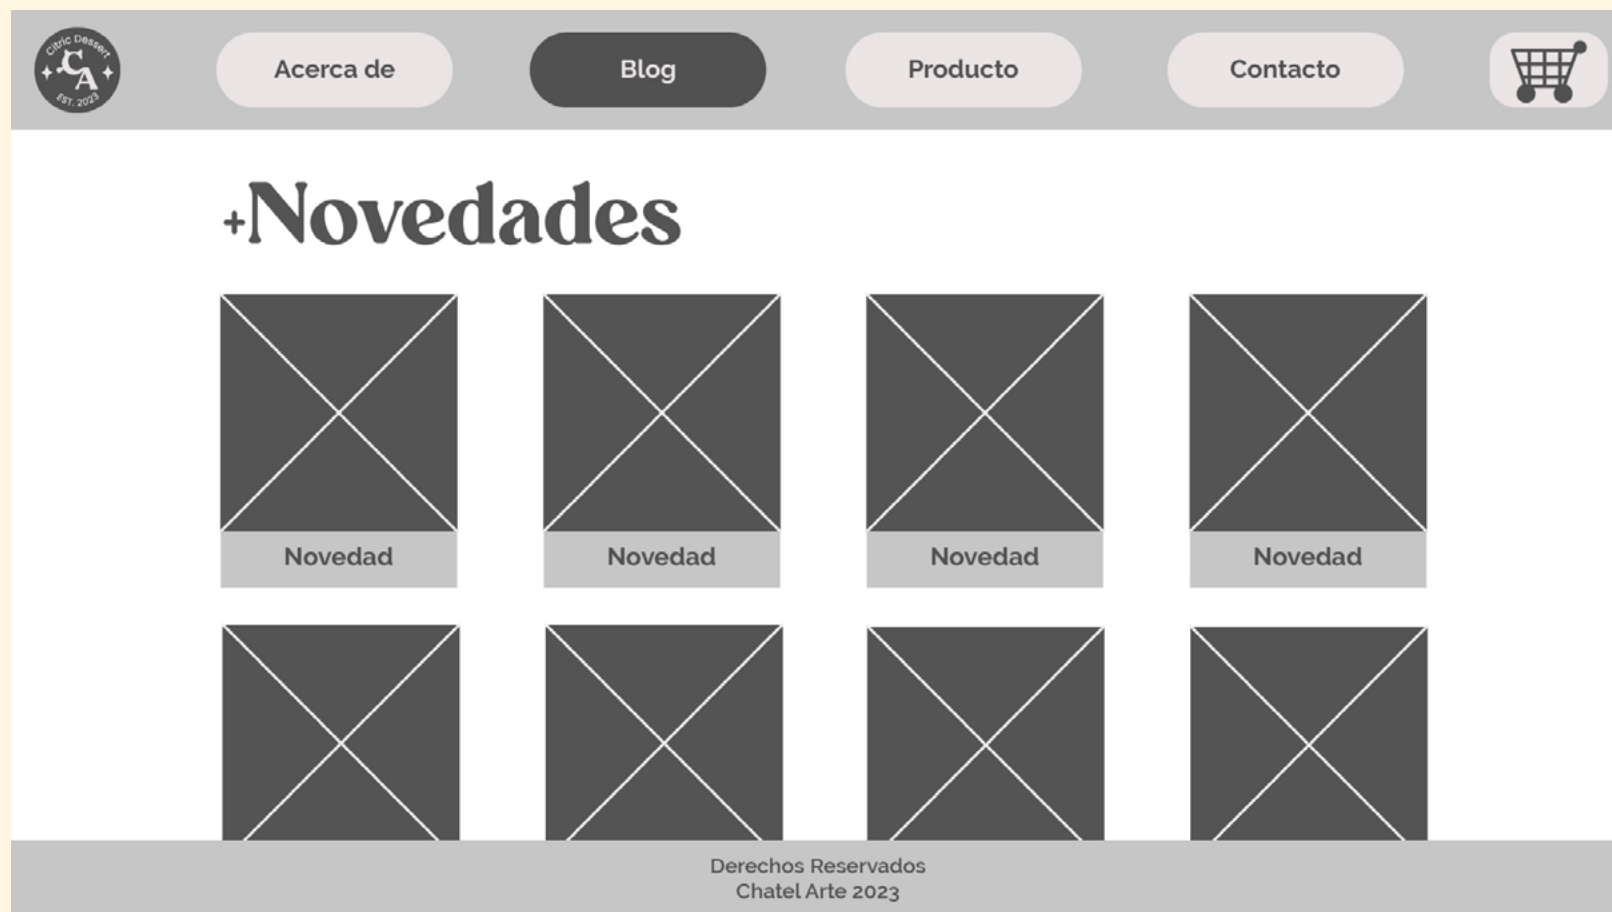 Citric Dessert
CA
EST. 2023
Acerca de
Blog
Producto
Contacto
+Novedades
Novedad
Novedad
Novedad
Novedad
Derechos Reservados
Chatel Arte 2023